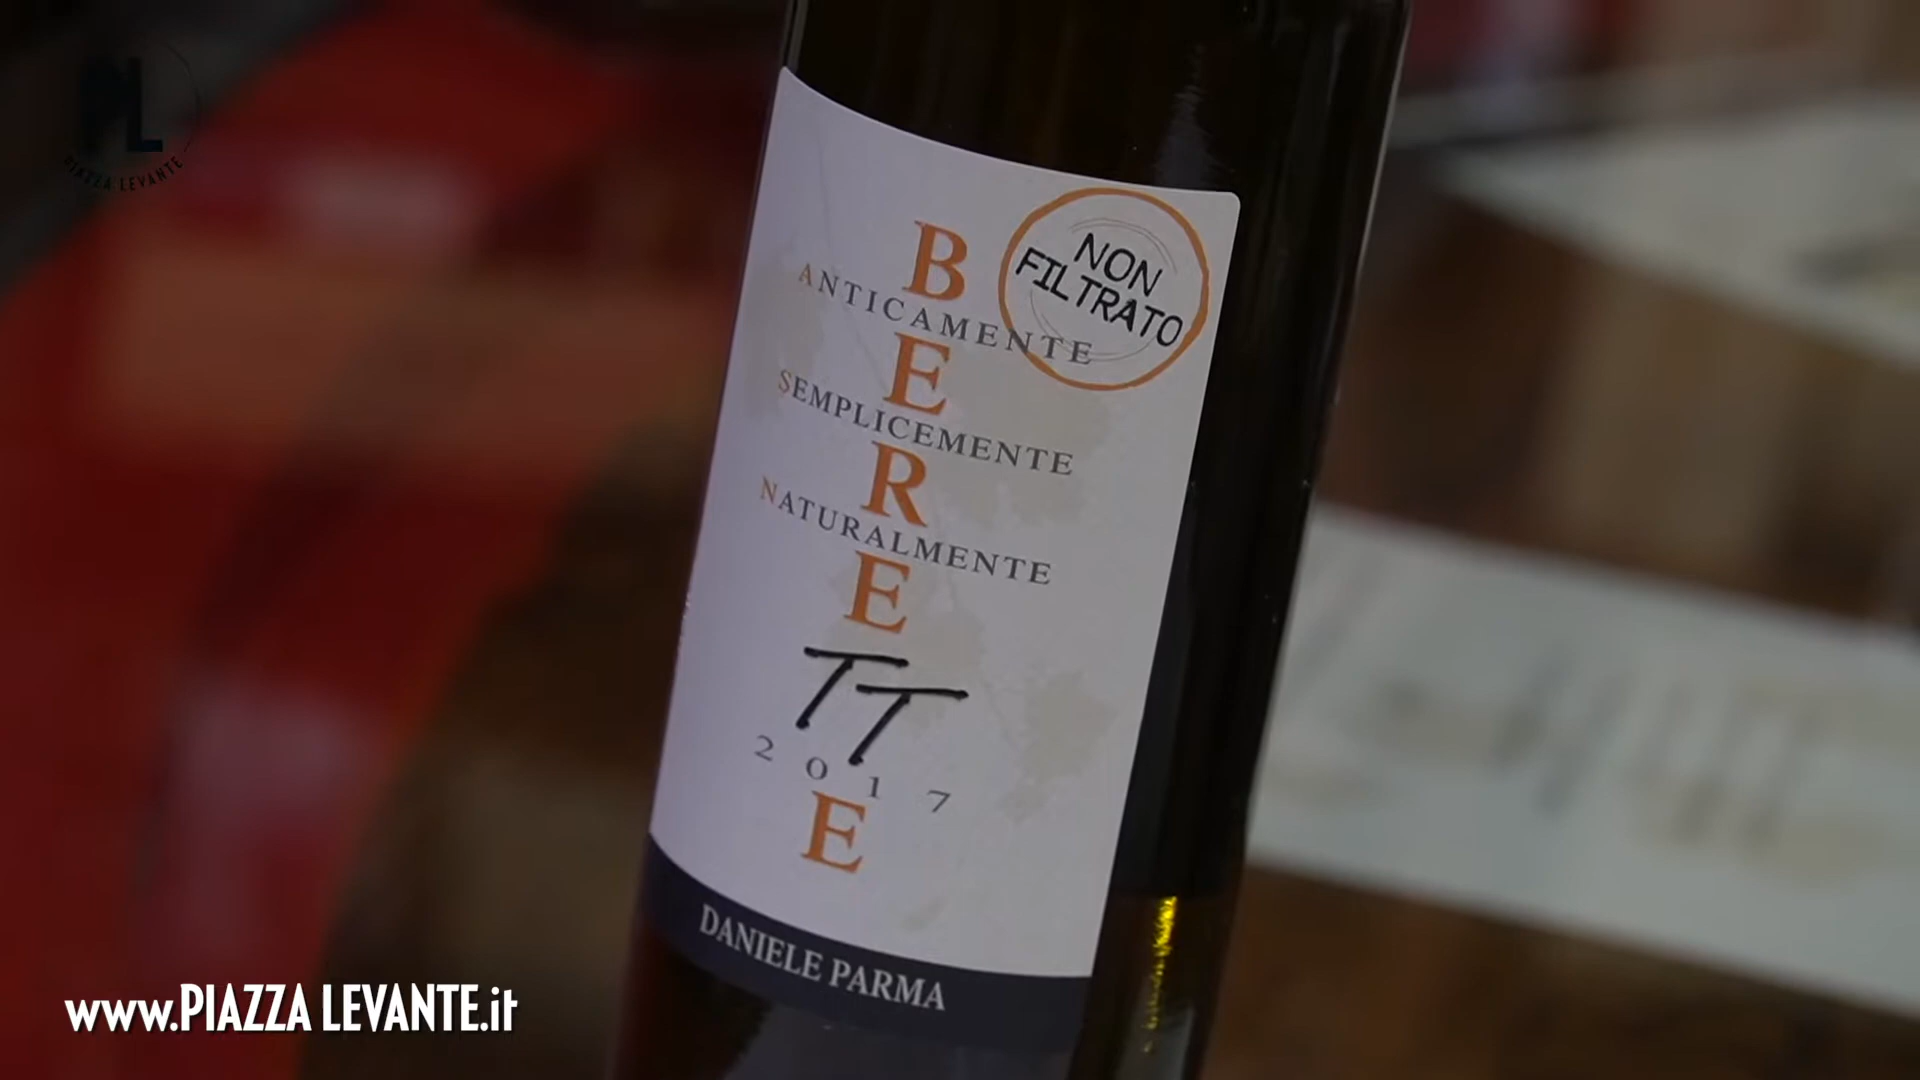 PL
PIAZZA LEVANTE
NON
FILTRATO
B
ANTICAMENTE
E
SEMPLICEMENTE
R
NATURALMENTE
E
TT
2017
E
DANIELE PARMA
www.PIAZZA LEVANTE.it